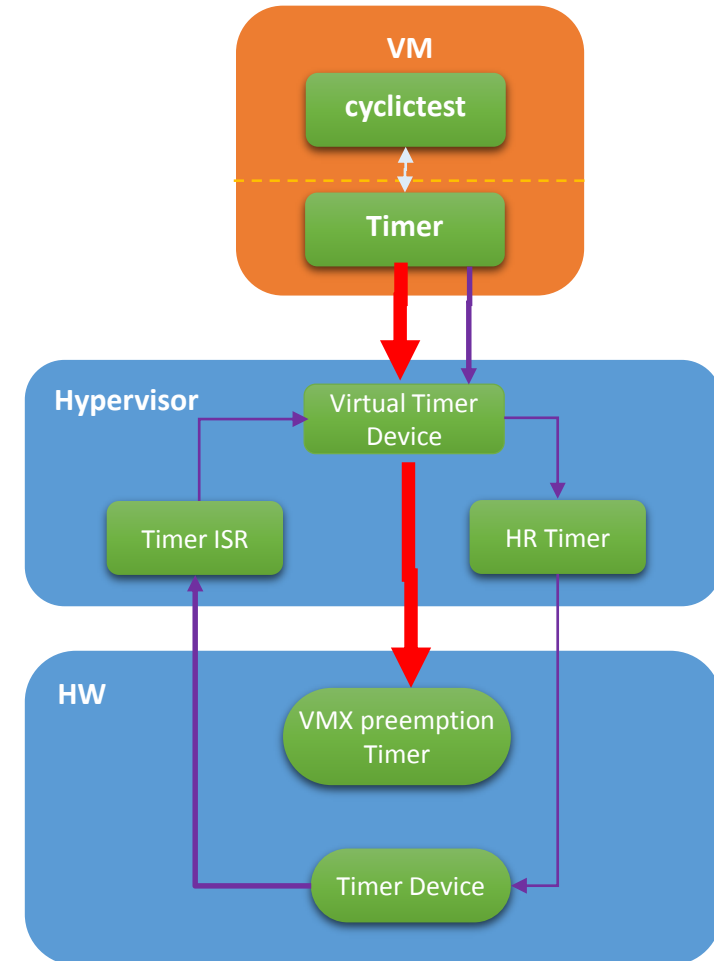 VM
cyclictest
Timer
Hypervisor
Virtual Timer
Device
Timer ISR
HR Timer
HW
VMX preemption
Timer
Timer Device